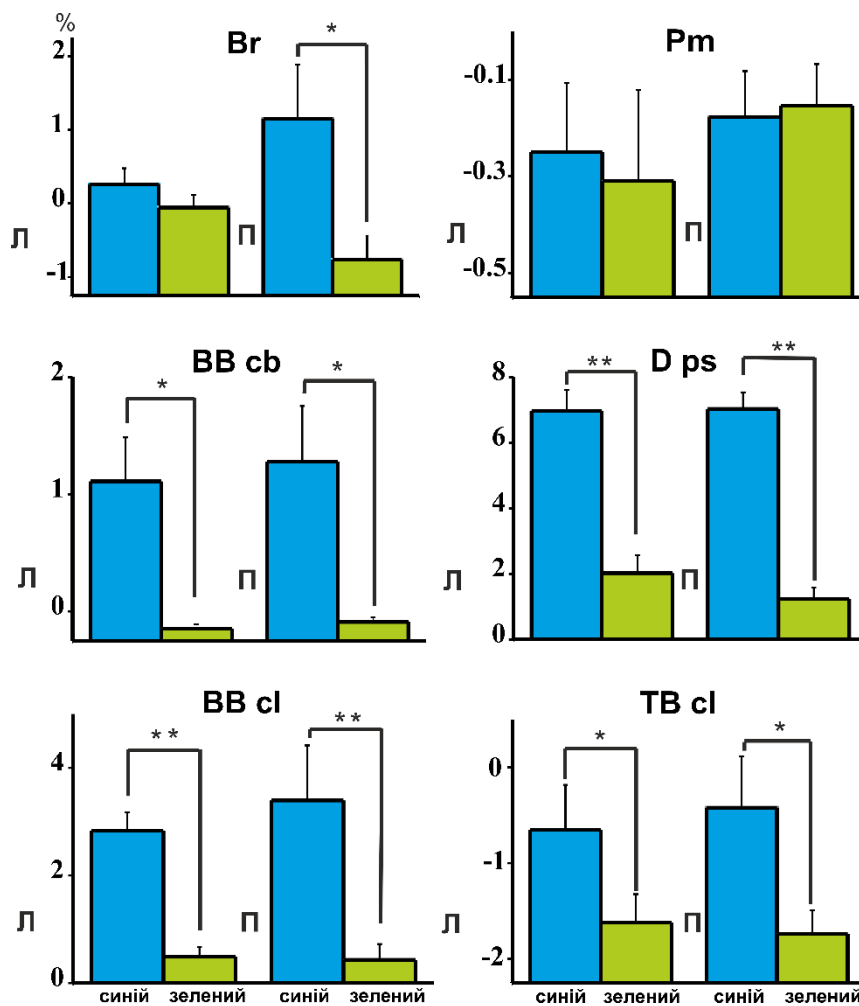 %
Br
2
*
1
0
Л
П
-1
Pm
-0.1
-0.3
Л
П
-0.5
BB cb
2
*
*
1
Л
П
0
D ps
8
**
**
6
4
2
Л
П
0
BB cl
4
**
**
2
Л
П
0
синій зелений синій зелений
TB cl
0
*
*
-1
Л
П
-2
синій зелений синій зелений